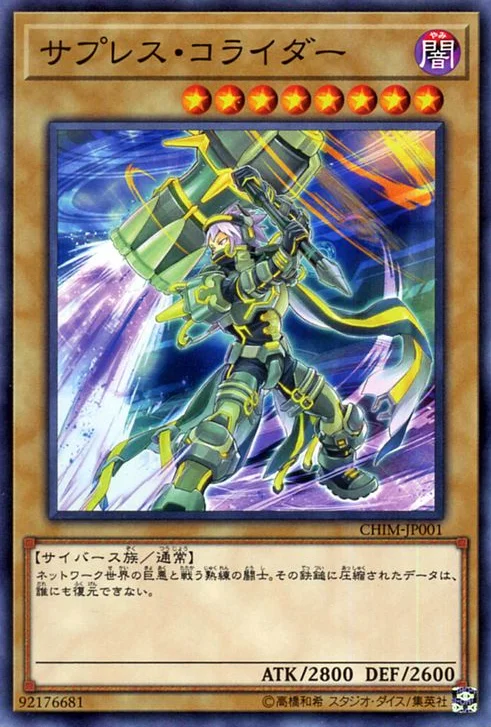 サプレス・コライダー
闇
やみ
CHIM-JP001
【サイバース族／通常】
ネットワーク世界の巨悪と戦う熟練の闘士。その鉄鎚に圧縮されたデータは、
誰にも復元できない。
ATK/2800 DEF/2600
92176681
©高橋和希 スタジオ・ダイス/集英社